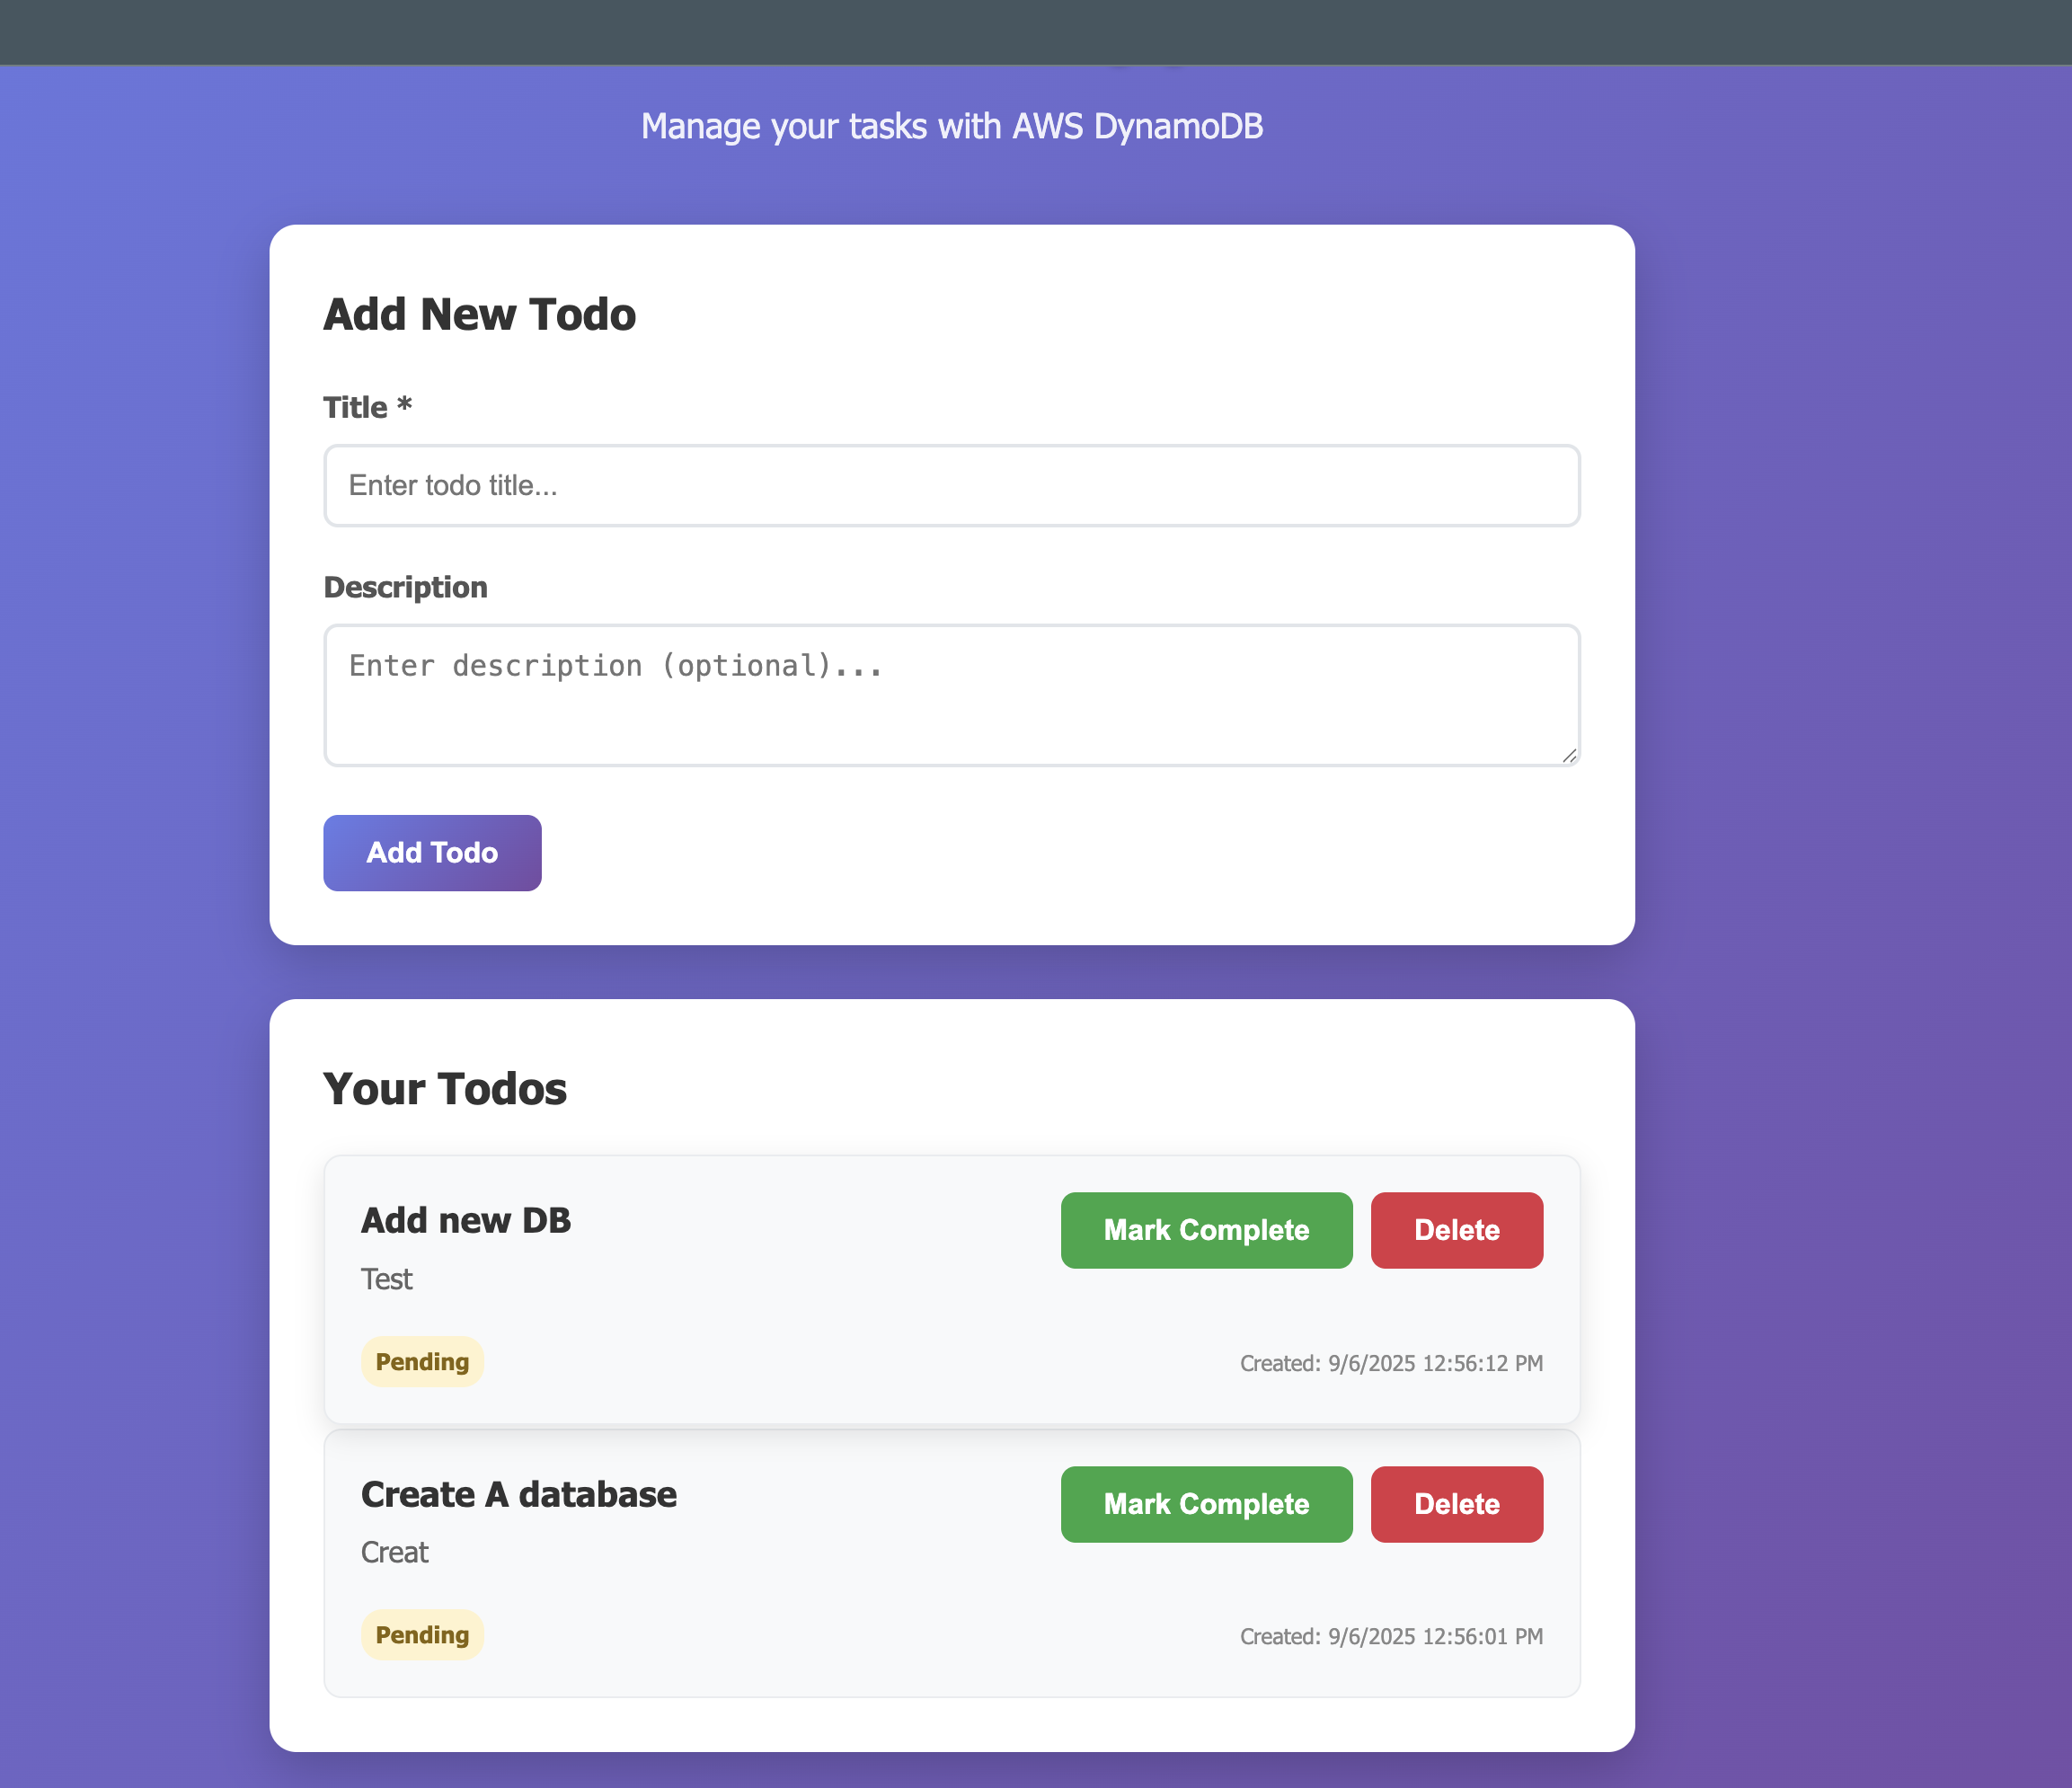 Manage your tasks with AWS DynamoDB
Add New Todo
Title *
Enter todo title...
Description
Enter description (optional)...
Add Todo
Your Todos
Add new DB
Mark Complete
Delete
Test
Pending
Created: 9/6/2025 12:56:12 PM
Create A database
Mark Complete
Delete
Creat
Pending
Created: 9/6/2025 12:56:01 PM